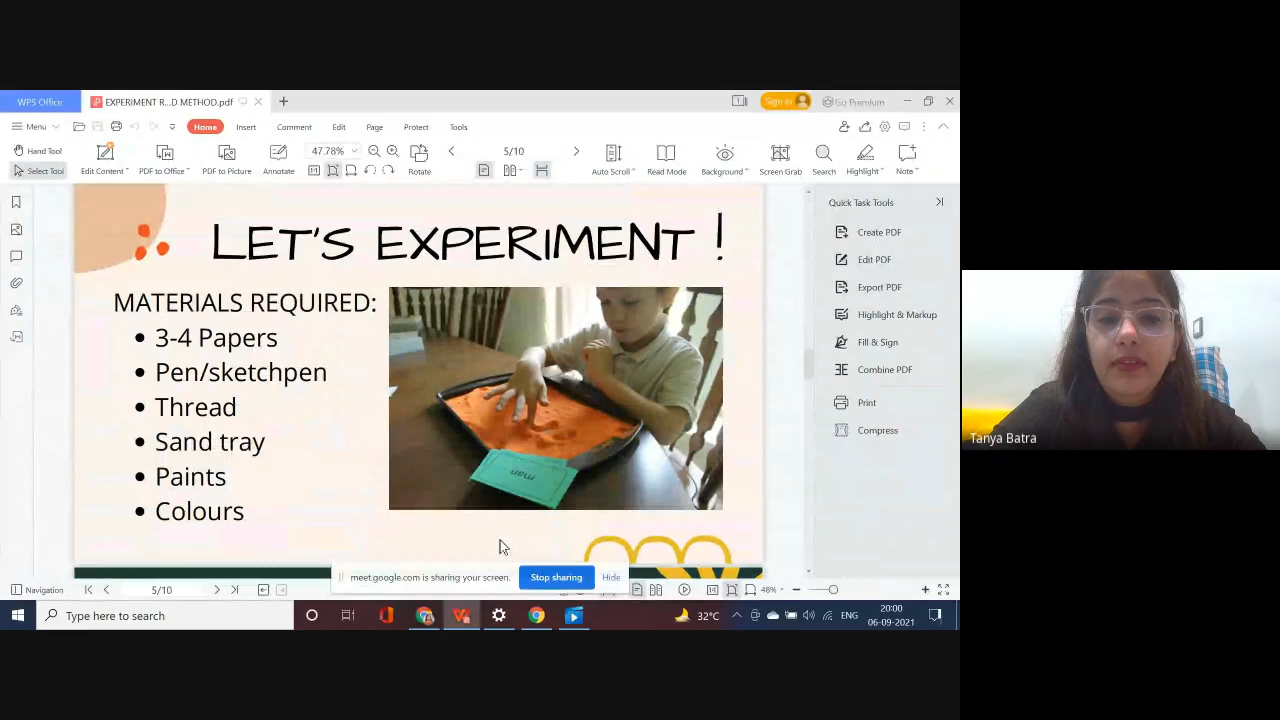 WPS Office
EXPERIMENT R...D METHOD.pdf
Sign in
Go Premium
Menu
Home
Insert
Comment
Edit
Page
Protect
Tools
Hand Tool
Select Tool
Edit Content
PDF to Office
PDF to Picture
Annotate
47.78%
Rotate
5/10
Auto Scroll
Read Mode
Background
Screen Grab
Search
Highlight
Note
LET'S EXPERIMENT !
MATERIALS REQUIRED:
3-4 Papers
Pen/sketchpen
Thread
Sand tray
Paints
Colours
man
Quick Task Tools
Create PDF
Edit PDF
Export PDF
Highlight & Markup
Fill & Sign
Combine PDF
Print
Compress
Tanya Batra
meet.google.com is sharing your screen.
Stop sharing
Hide
Navigation
5/10
48%
Type here to search
32°C
ENG
20:00
06-09-2021